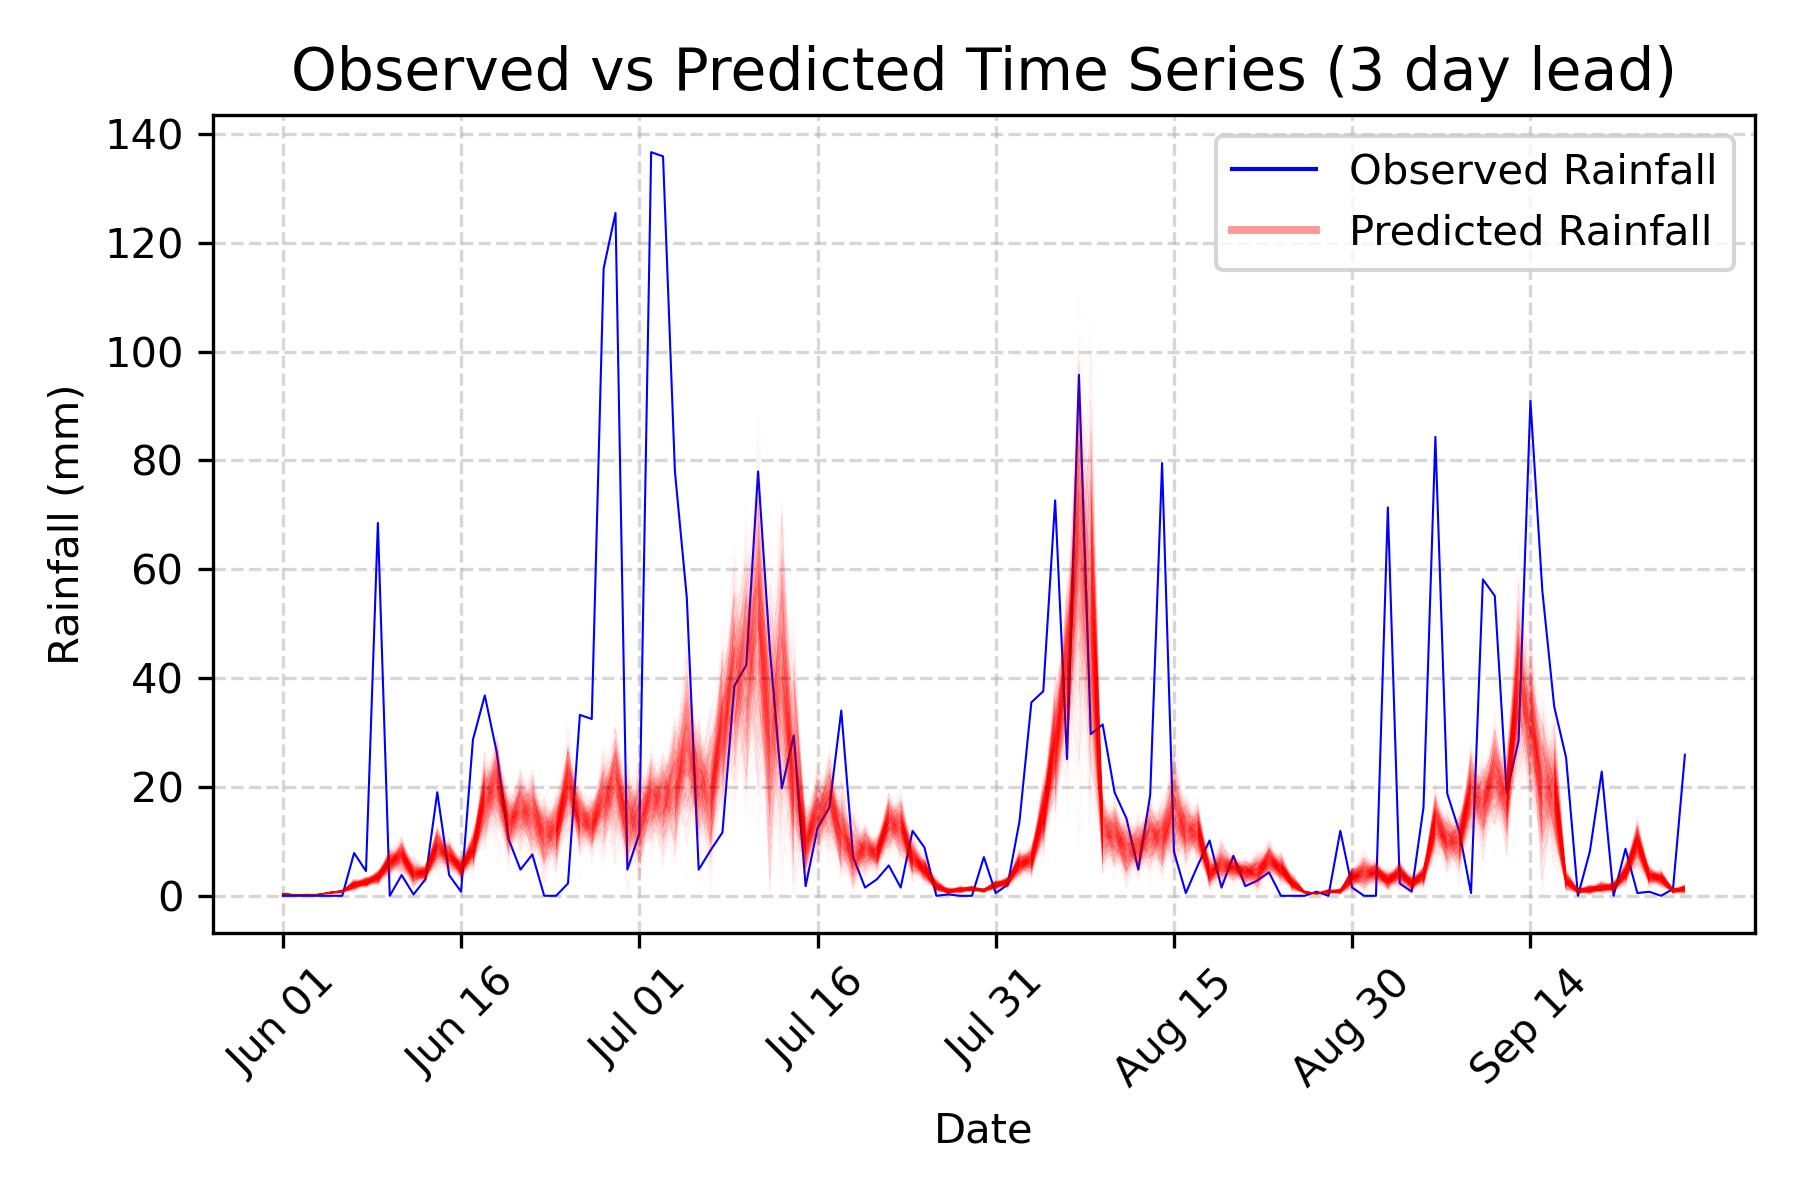 Observed vs Predicted Time Series (3 day lead)
Observed Rainfall
Predicted Rainfall
Rainfall (mm)
140
120
100
80
60
40
20
0
Jun 01
Jun 16
Jul 01
Jul 16
Jul 31
Aug 15
Aug 30
Sep 14
Date